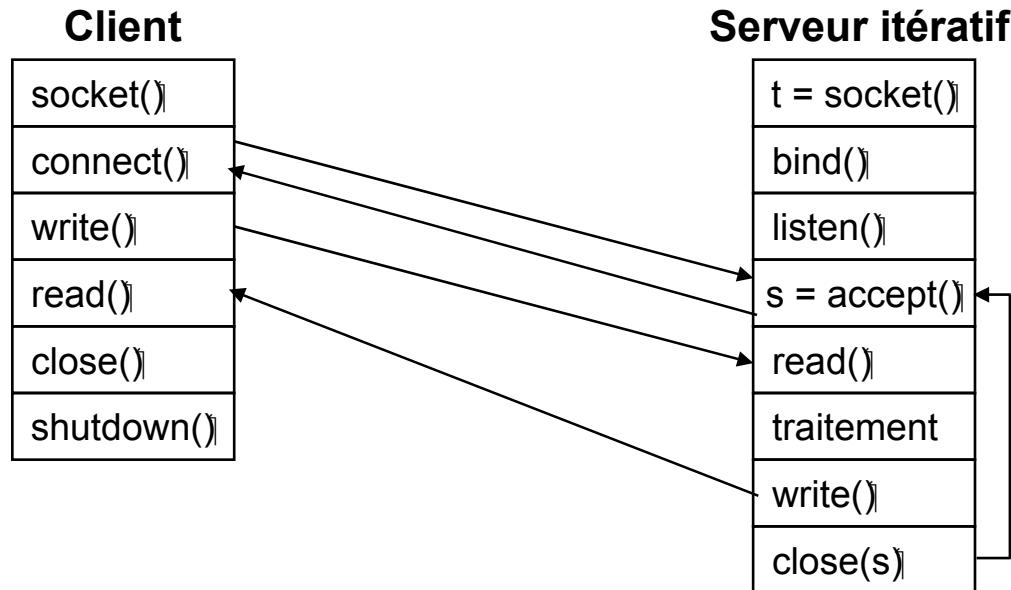 Client
socket()
connect()
write()
read()
close()
shutdown()
Serveur itératif
t = socket()
bind()
listen()
s = accept()
read()
traitement
write()
close(s)